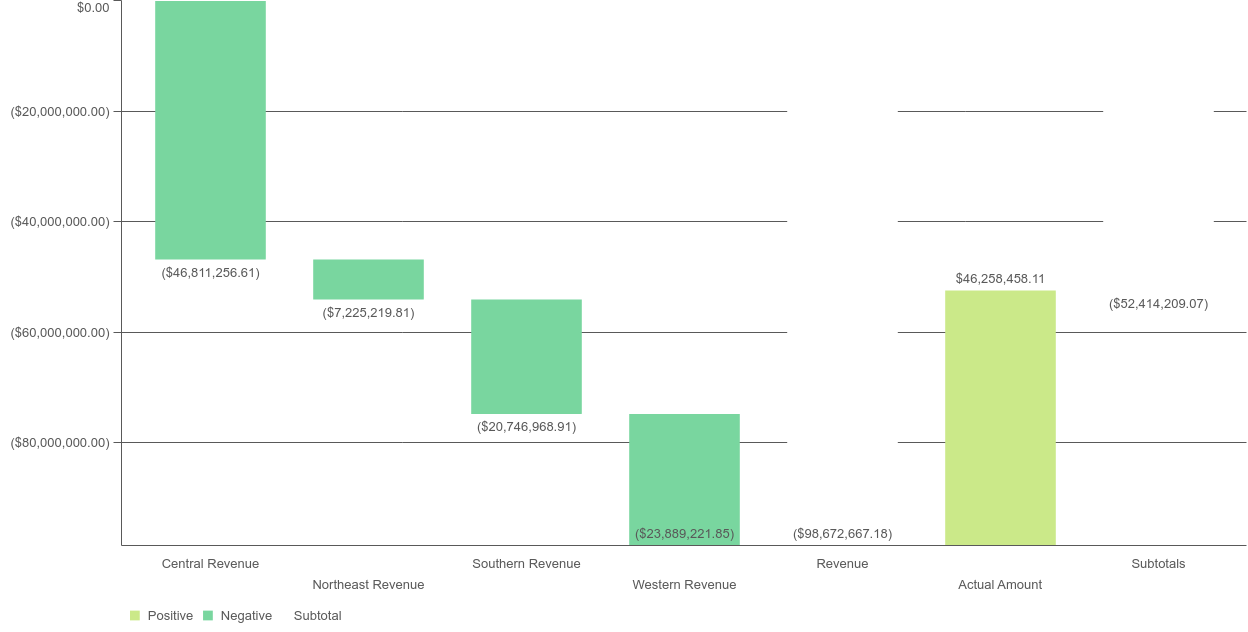 $0.00
($20,000,000.00)
($40,000,000.00)
($60,000,000.00)
($80,000,000.00)
($46,811,256.61)
($7,225,219.81)
($20,746,968.91)
($23,889,221.85)
($98,672,667.18)
$46,258,458.11
($52,414,209.07)
Central Revenue
Northeast Revenue
Southern Revenue
Western Revenue
Revenue
Actual Amount
Subtotals
Positive Negative Subtotal